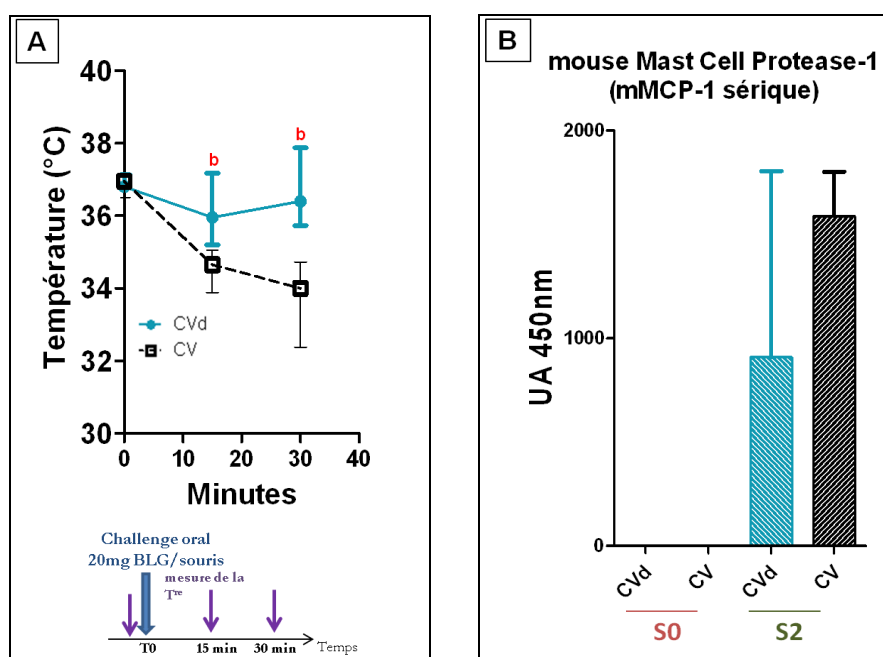 A
40
38
36
34
32
30
Température (°C)
b
b
CVd
CV
0
10
20
30
40
Minutes
Challenge oral
20mg BLG/souris
mesure de la
Tre
T0
15 min
30 min
Temps
B
mouse Mast Cell Protease-1
(mMCP-1 sérique)
2000
1000
0
UA 450nm
CVd
CV
CVd
CV
S0
S2